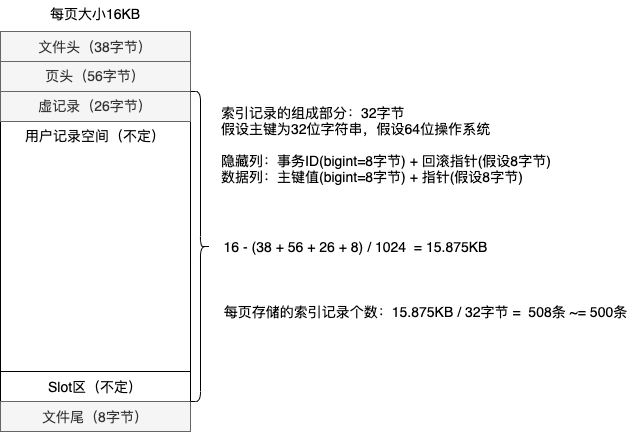 每页大小16KB
文件头（38字节）
页头（56字节）
虚记录（26字节）
用户记录空间（不定）
索引记录的组成部分：32字节
假设主键为32位字符串，假设64位操作系统
隐藏列：事务ID(bigint=8字节) + 回滚指针(假设8字节)
数据列：主键值(bigint=8字节) + 指针(假设8字节)
16 - (38 + 56 + 26 + 8) / 1024  = 15.875KB
每页存储的索引记录个数：15.875KB / 32字节 =  508条 ~= 500条
Slot区（不定）
文件尾（8字节）